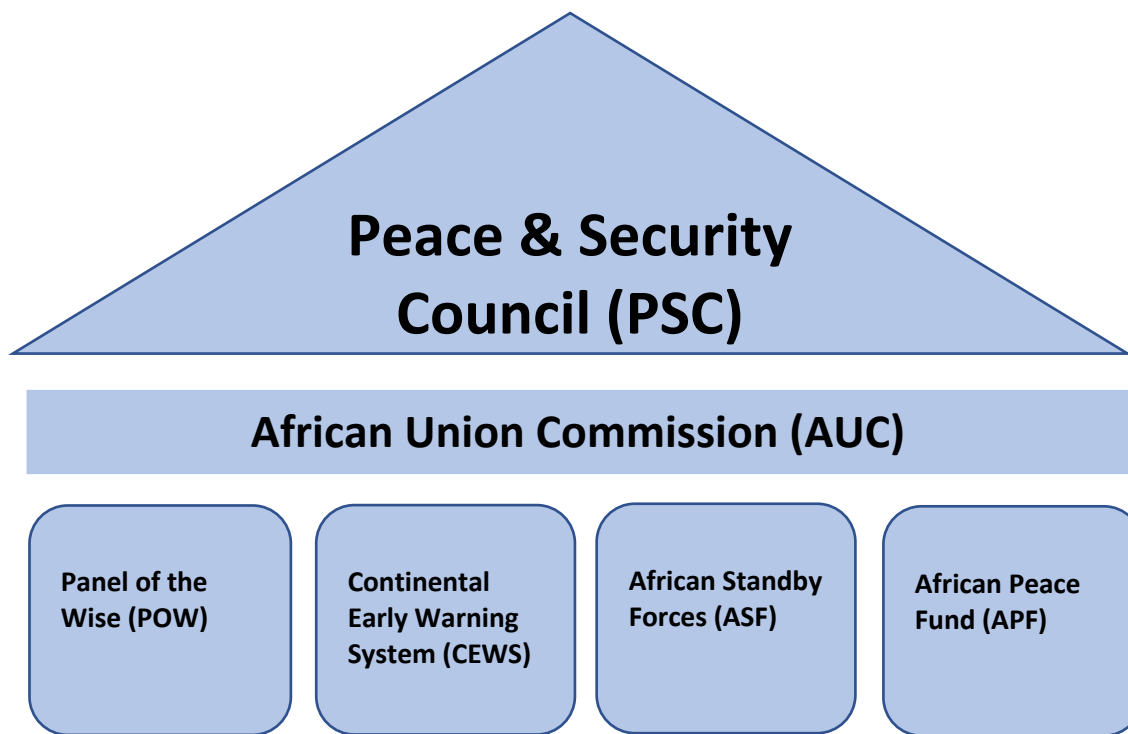 Peace & Security
Council (PSC)
African Union Commission (AUC)
Panel of the
Wise (POW)
Continental
Early Warning
System (CEWS)
African Standby
Forces (ASF)
African Peace
Fund (APF)